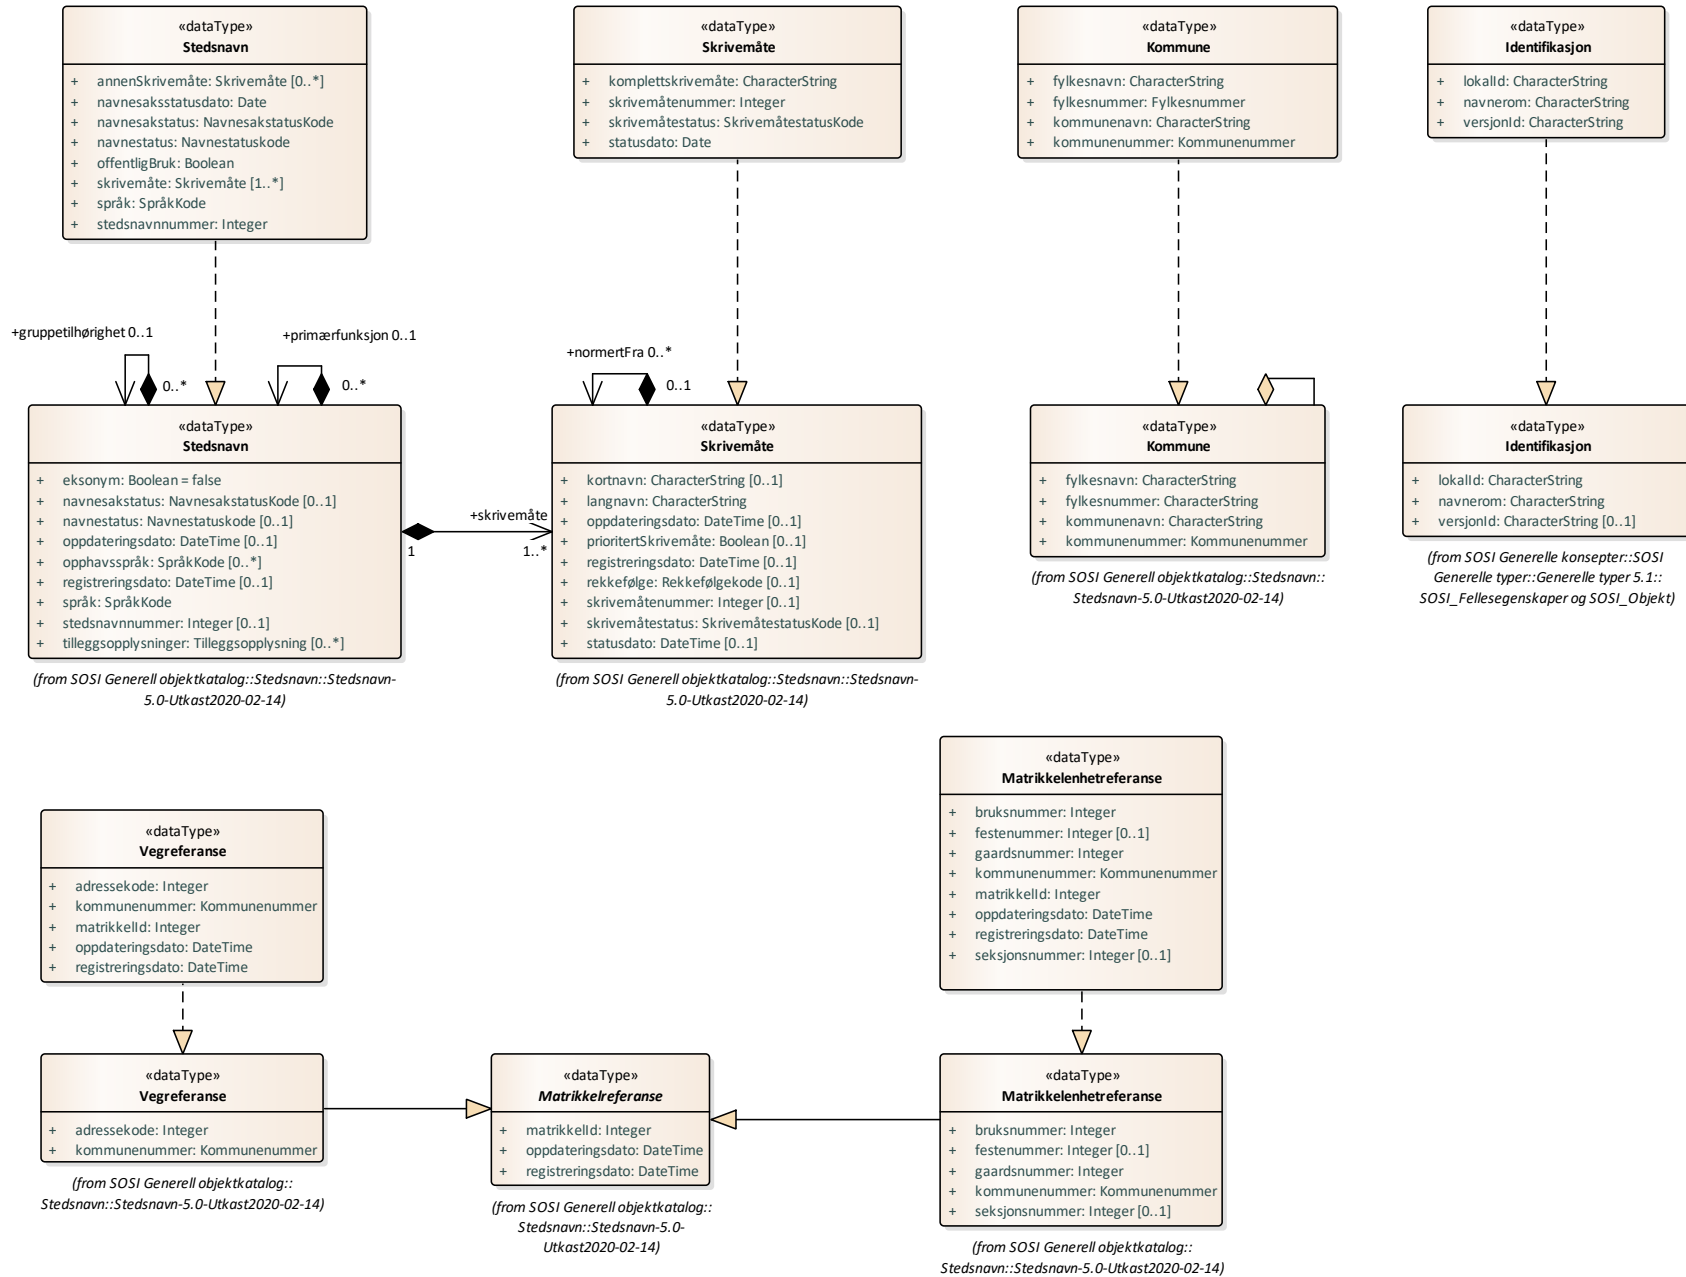 «dataType»
Stedsnavn
+ annenSkrivemåte: Skrivemåte [0..*]
+ navnesaksstatusdato: Date
+ navnesakstatus: NavnesakstatusKode
+ navnestatus: Navnestatuskode
+ offentligBruk: Boolean
+ skrivemåte: Skrivemåte [1..*]
+ språk: SpråkKode
+ stedsnavnnummer: Integer
«dataType»
Skrivemåte
+ komplettskrivemåte: CharacterString
+ skrivemåtenummer: Integer
+ skrivemåtestatus: SkrivemåtestatusKode
+ statusdato: Date
«dataType»
Kommune
+ fylkesnavn: CharacterString
+ fylkesnummer: Fylkesnummer
+ kommunenavn: CharacterString
+ kommunenummer: Kommunenummer
«dataType»
Identifikasjon
+ lokalId: CharacterString
+ navnerom: CharacterString
+ versjonId: CharacterString
+gruppetilhørighet 0..1
0..*
+primærfunksjon 0..1
0..*
+normertFra 0..*
0..1
«dataType»
Stedsnavn
+ eksonym: Boolean = false
+ navnesakstatus: NavnesakstatusKode [0..1]
+ navnestatus: Navnestatuskode [0..1]
+ oppdateringsdato: DateTime [0..1]
+ opphavsspråk: SpråkKode [0..*]
+ registreringsdato: DateTime [0..1]
+ språk: SpråkKode
+ stedsnavnnummer: Integer [0..1]
+ tilleggsopplysninger: Tilleggsopplysning [0..*]
(from SOSI Generell objektkatalog::Stedsnavn::Stedsnavn-
5.0-Utkast2020-02-14)
+skrivemåte
1
1..*
«dataType»
Skrivemåte
+ kortnavn: CharacterString [0..1]
+ langnavn: CharacterString
+ oppdateringsdato: DateTime [0..1]
+ prioritertSkrivemåte: Boolean [0..1]
+ registreringsdato: DateTime [0..1]
+ rekkefølge: Rekkefølgekode [0..1]
+ skrivemåtenummer: Integer [0..1]
+ skrivemåtestatus: SkrivemåtestatusKode [0..1]
+ statusdato: DateTime [0..1]
(from SOSI Generell objektkatalog::Stedsnavn::Stedsnavn-
5.0-Utkast2020-02-14)
«dataType»
Kommune
+ fylkesnavn: CharacterString
+ fylkesnummer: CharacterString
+ kommunenavn: CharacterString
+ kommunenummer: Kommunenummer
(from SOSI Generell objektkatalog::Stedsnavn::
Stedsnavn-5.0-Utkast2020-02-14)
«dataType»
Identifikasjon
+ lokalId: CharacterString
+ navnerom: CharacterString
+ versjonId: CharacterString [0..1]
(from SOSI Generelle konsepter::SOSI
Generelle typer::Generelle typer 5.1::
SOSI_Fellesegenskaper og SOSI_Objekt)
«dataType»
Vegreferanse
+ adressekode: Integer
+ kommunenummer: Kommunenummer
+ matrikkelId: Integer
+ oppdateringsdato: DateTime
+ registreringsdato: DateTime
«dataType»
Matrikkelenhetreferanse
+ bruksnummer: Integer
+ festenummer: Integer [0..1]
+ gaardsnummer: Integer
+ kommunenummer: Kommunenummer
+ matrikkelId: Integer
+ oppdateringsdato: DateTime
+ registreringsdato: DateTime
+ seksjonsnummer: Integer [0..1]
«dataType»
Vegreferanse
+ adressekode: Integer
+ kommunenummer: Kommunenummer
(from SOSI Generell objektkatalog::
Stedsnavn::Stedsnavn-5.0-Utkast2020-02-14)
«dataType»
Matrikkelreferanse
+ matrikkelId: Integer
+ oppdateringsdato: DateTime
+ registreringsdato: DateTime
(from SOSI Generell objektkatalog::
Stedsnavn::Stedsnavn-5.0-
Utkast2020-02-14)
«dataType»
Matrikkelenhetreferanse
+ bruksnummer: Integer
+ festenummer: Integer [0..1]
+ gaardsnummer: Integer
+ kommunenummer: Kommunenummer
+ seksjonsnummer: Integer [0..1]
(from SOSI Generell objektkatalog::
Stedsnavn::Stedsnavn-5.0-Utkast2020-02-14)